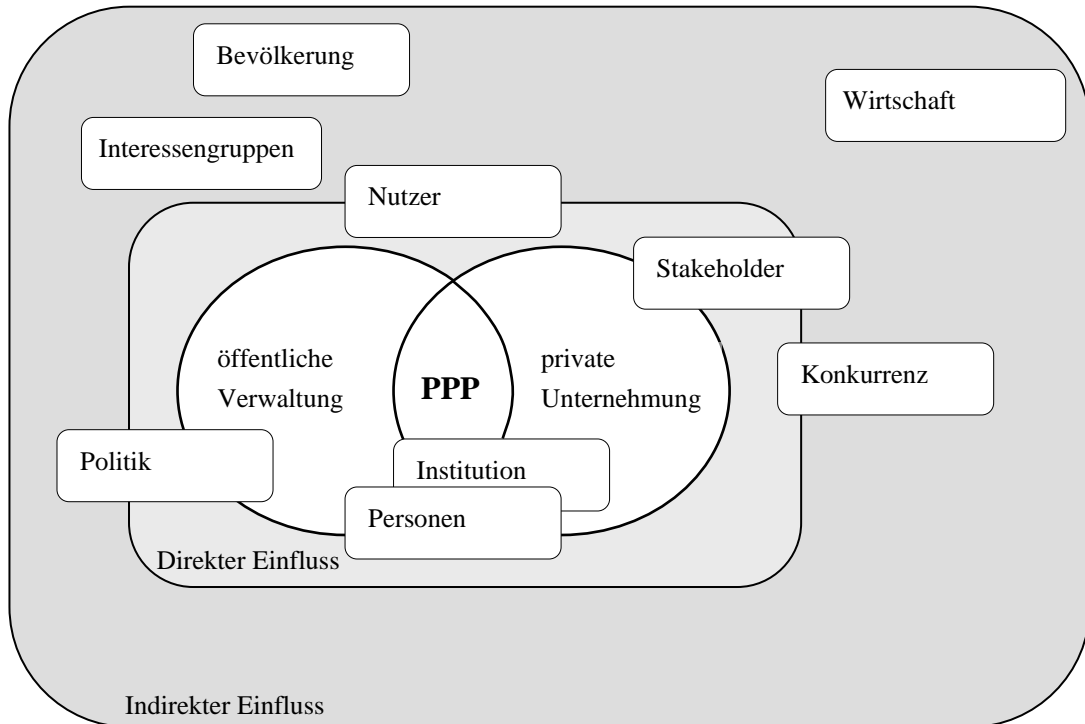 Bevölkerung
Wirtschaft
Interessengruppen
Nutzer
Stakeholder
öffentliche
Verwaltung
PPP
private
Unternehmung
Konkurrenz
Politik
Institution
Personen
Direkter Einfluss
Indirekter Einfluss